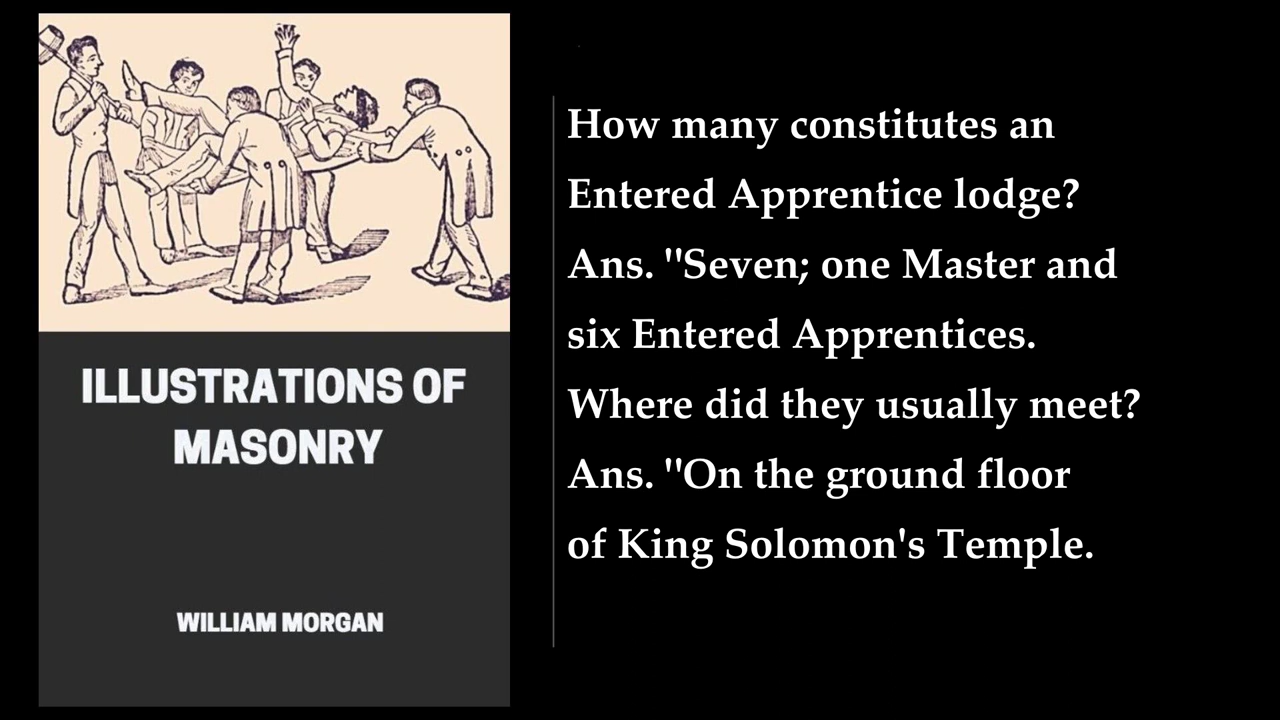 ILLUSTRATIONS OF
MASONRY
WILLIAM MORGAN
How many constitutes an
Entered Apprentice lodge?
Ans. "Seven; one Master and
six Entered Apprentices.
Where did they usually meet?
Ans. "On the ground floor
of King Solomon's Temple.